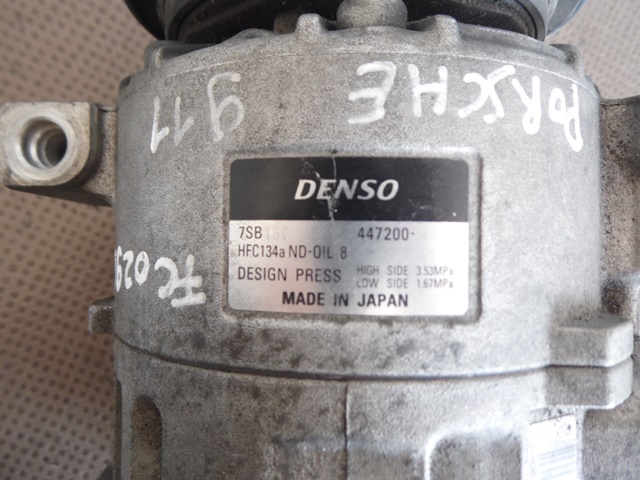 PORSCHE
911
DENSO
7SB 447200-
HFC134a ND-OIL 8
DESIGN PRESS HIGH SIDE 3.53MPa
LOW SIDE 1.67MPa
MADE IN JAPAN
FC029